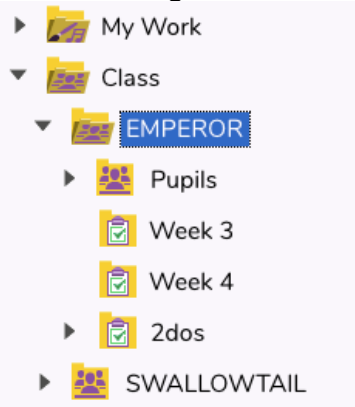 My Work
Class
EMPEROR
Pupils
Week 3
Week 4
2dos
SWALLOWTAIL